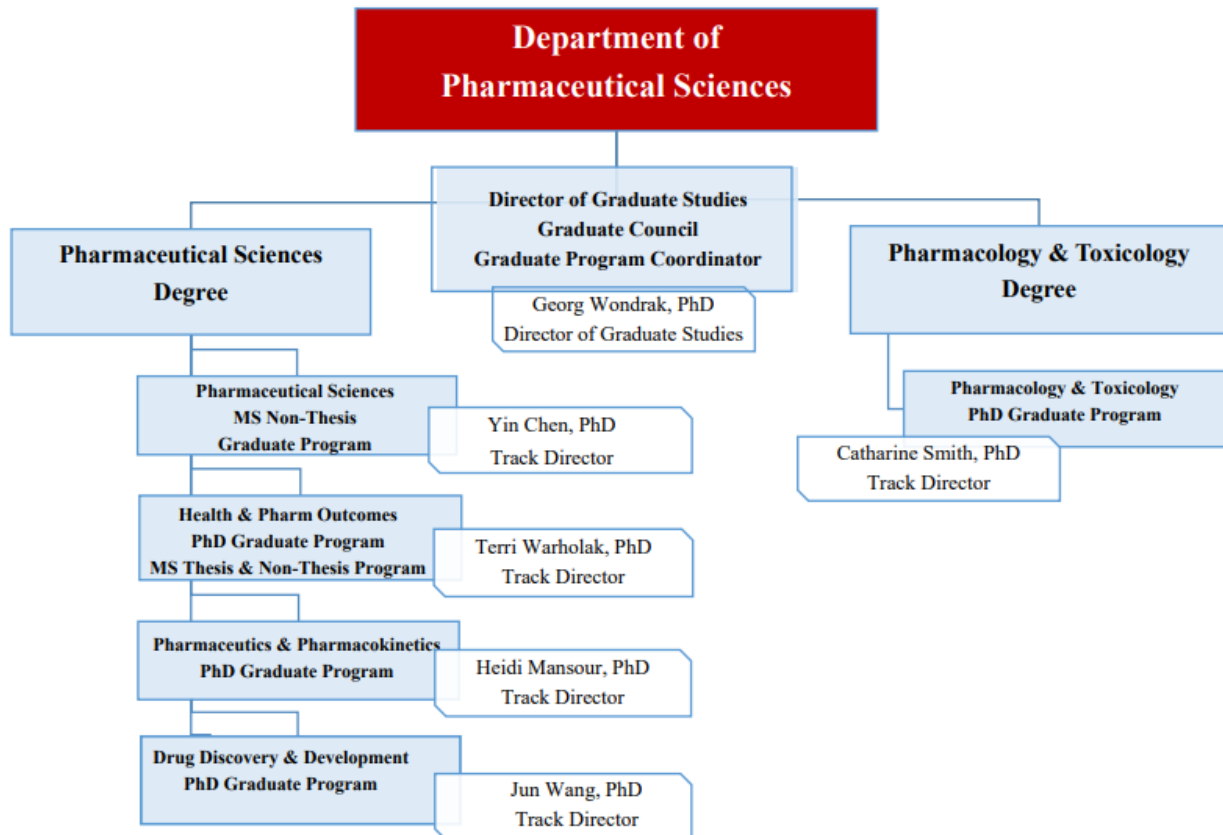 Department of
Pharmaceutical Sciences
Director of Graduate Studies
Graduate Council
Graduate Program Coordinator
Georg Wondrak, PhD
Director of Graduate Studies
Pharmaceutical Sciences
Degree
Pharmacology & Toxicology
Degree
Pharmaceutical Sciences
MS Non-Thesis
Graduate Program
Yin Chen, PhD
Track Director
Health & Pharm Outcomes
PhD Graduate Program
MS Thesis & Non-Thesis Program
Terri Warholak, PhD
Track Director
Pharmaceutics & Pharmacokinetics
PhD Graduate Program
Heidi Mansour, PhD
Track Director
Drug Discovery & Development
PhD Graduate Program
Jun Wang, PhD
Track Director
Pharmacology & Toxicology
PhD Graduate Program
Catharine Smith, PhD
Track Director